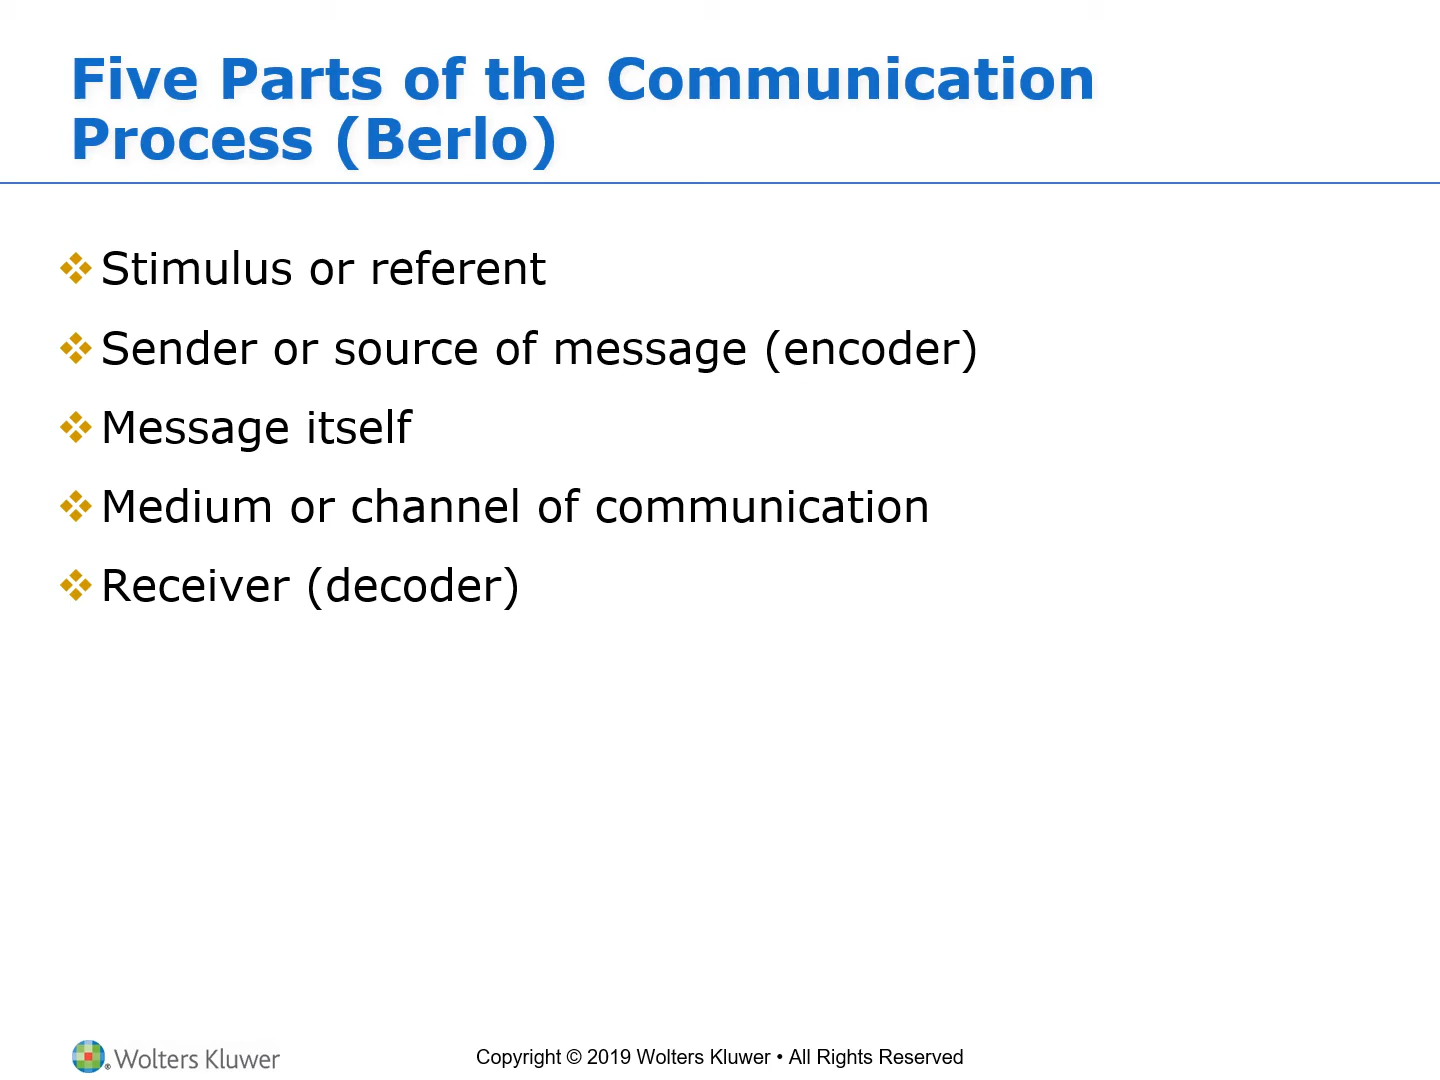 Five Parts of the Communication
Process (Berlo)
❖Stimulus or referent
❖Sender or source of message (encoder)
❖Message itself
❖Medium or channel of communication
❖Receiver (decoder)
® Wolters Kluwer
Copyright © 2019 Wolters Kluwer • All Rights Reserved